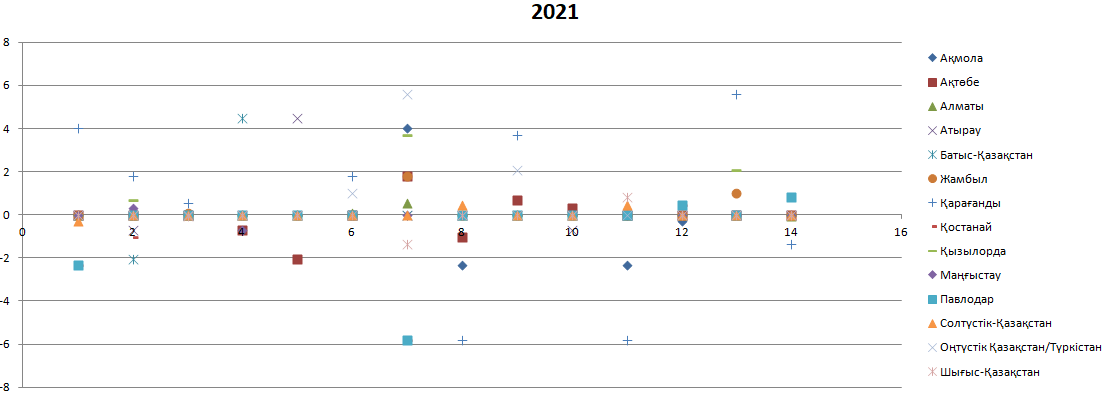 2021
8
6
4
2
0
-2
-4
-6
-8
0 2 4 6 8 10 12 14 16
Ақмола
Ақтөбе
Алматы
Атырау
Батыс-Қазақстан
Жамбыл
Қарағанды
Қостанай
Қызылорда
Маңғыстау
Павлодар
Солтүстік-Қазақстан
Оңтүстік Қазақстан/Түркістан
Шығыс-Қазақстан